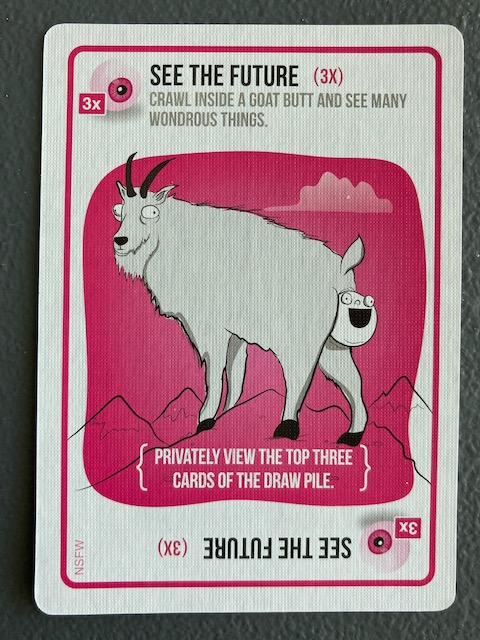 3x
SEE THE FUTURE (3X)
CRAWL INSIDE A GOAT BUTT AND SEE MANY
WONDROUS THINGS.
PRIVATELY VIEW THE TOP THREE
CARDS OF THE DRAW PILE.
3x
SEE THE FUTURE (3X)
NSFW